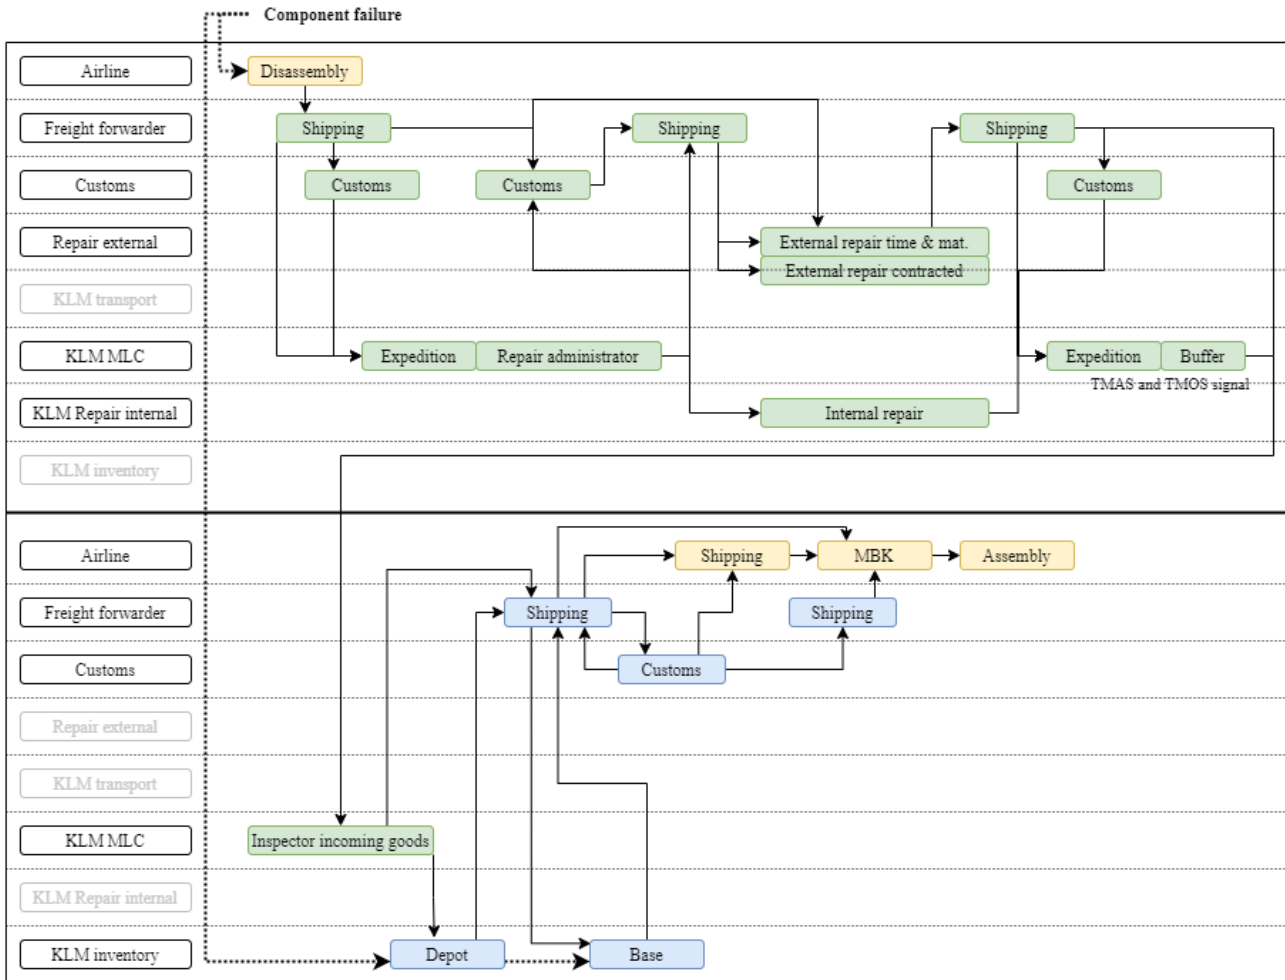 Component failure
Airline
Disassembly
Freight forwarder
Shipping
Shipping
Shipping
Customs
Customs
Customs
Customs
Repair external
External repair time & mat.
External repair contracted
KLM transport
KLM MLC
Expedition
Repair administrator
Expedition
Buffer
TMAS and TMOS signal
KLM Repair internal
Internal repair
KLM inventory
Airline
Shipping
MBK
Assembly
Freight forwarder
Shipping
Shipping
Customs
Customs
Repair external
KLM transport
KLM MLC
Inspector incoming goods
KLM Repair internal
KLM inventory
Depot
Base